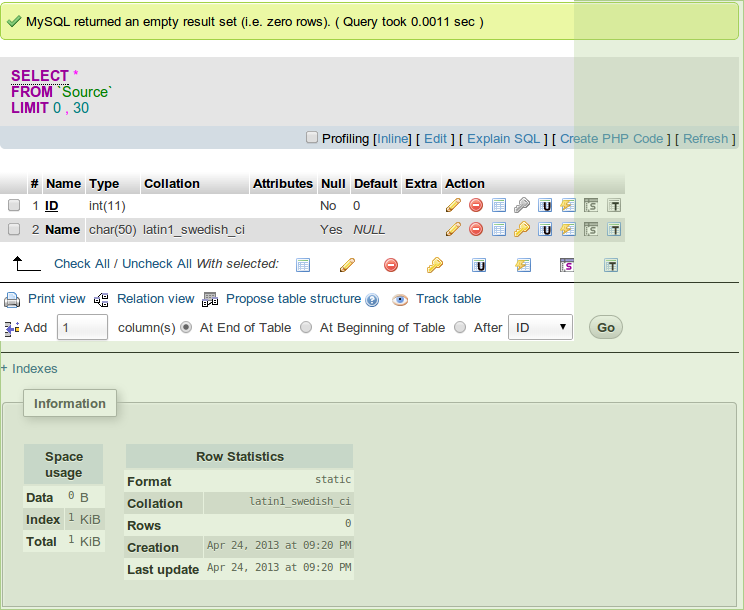 MySQL returned an empty result set (i.e. zero rows). ( Query took 0.0011 sec )
SELECT *
FROM `Source`
LIMIT 0 , 30
Profiling [Inline] [ Edit ] [ Explain SQL ] [ Create PHP Code ] [ Refresh ]
# Name Type Collation Attributes Null Default Extra Action
1 ID int(11) No 0 U S T
2 Name char(50) latin1_swedish_ci Yes NULL U S T
Check All / Uncheck All With selected: U S T
Print view Relation view Propose table structure ? Track table
Add 1 column(s) At End of Table At Beginning of Table After ID Go
+ Indexes
Information
Space usage
Data 0 B
Index 1 KiB
Total 1 KiB
Row Statistics
Format static
Collation latin1_swedish_ci
Rows 0
Creation Apr 24, 2013 at 09:20 PM
Last update Apr 24, 2013 at 09:20 PM